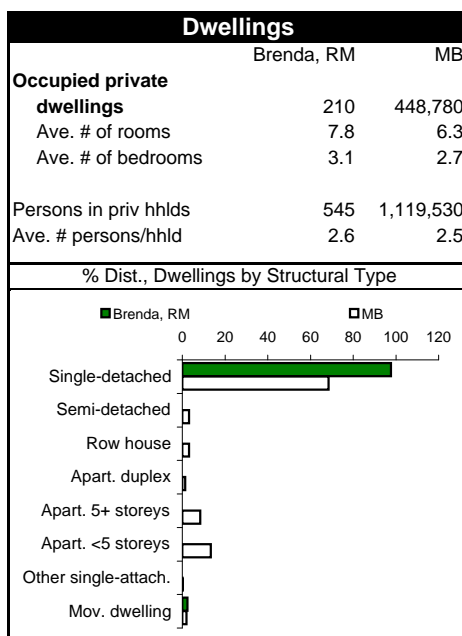 Dwellings
Brenda, RM MB
Occupied private
dwellings 210 448,780
Ave. # of rooms 7.8 6.3
Ave. # of bedrooms 3.1 2.7
Persons in priv hhlds 545 1,119,530
Ave. # persons/hhld 2.6 2.5
% Dist., Dwellings by Structural Type
Brenda, RM MB
0 20 40 60 80 100 120
Single-detached
Semi-detached
Row house
Apart. duplex
Apart. 5+ storeys
Apart. <5 storeys
Other single-attach.
Mov. dwelling